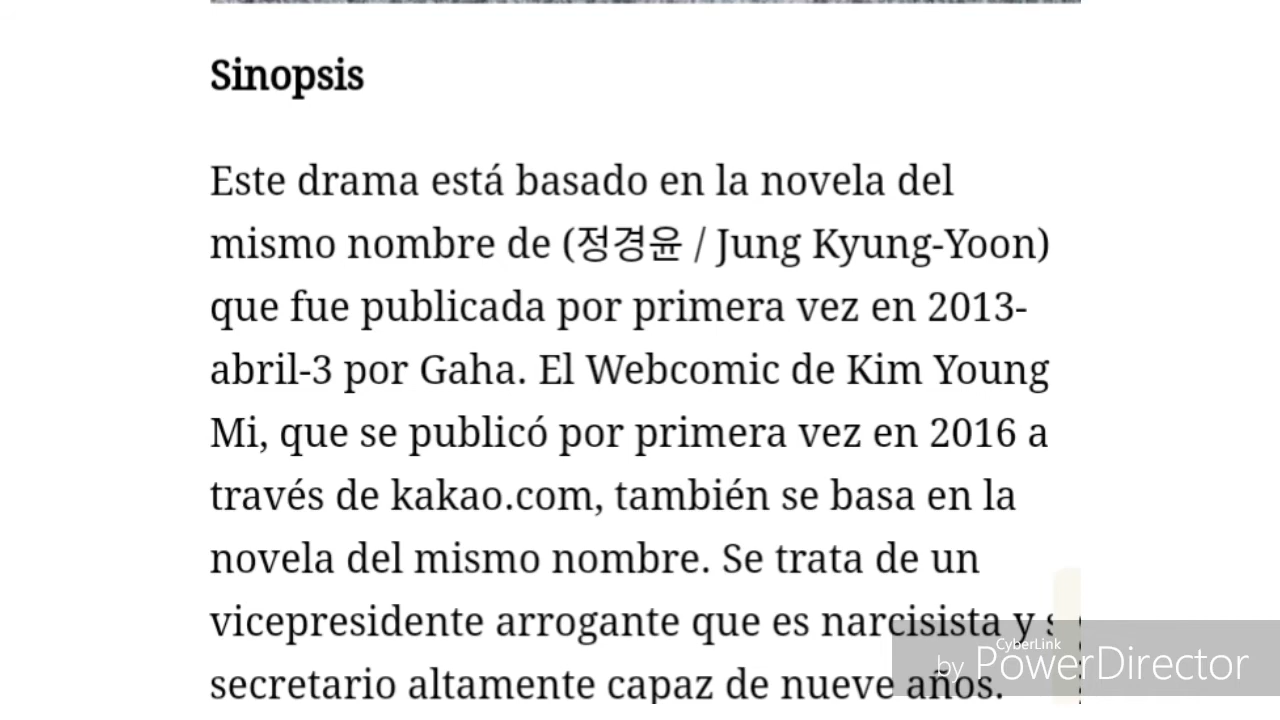 Sinopsis
Este drama está basado en la novela del
mismo nombre de (정경윤 / Jung Kyung-Yoon)
que fue publicada por primera vez en 2013-
abril-3 por Gaha. El Webcomic de Kim Young
Mi, que se publicó por primera vez en 2016 a
través de kakao.com, también se basa en la
novela del mismo nombre. Se trata de un
vicepresidente arrogante que es narcisista y
secretario altamente capaz de nueve años.
CyberLink
by PowerDirector